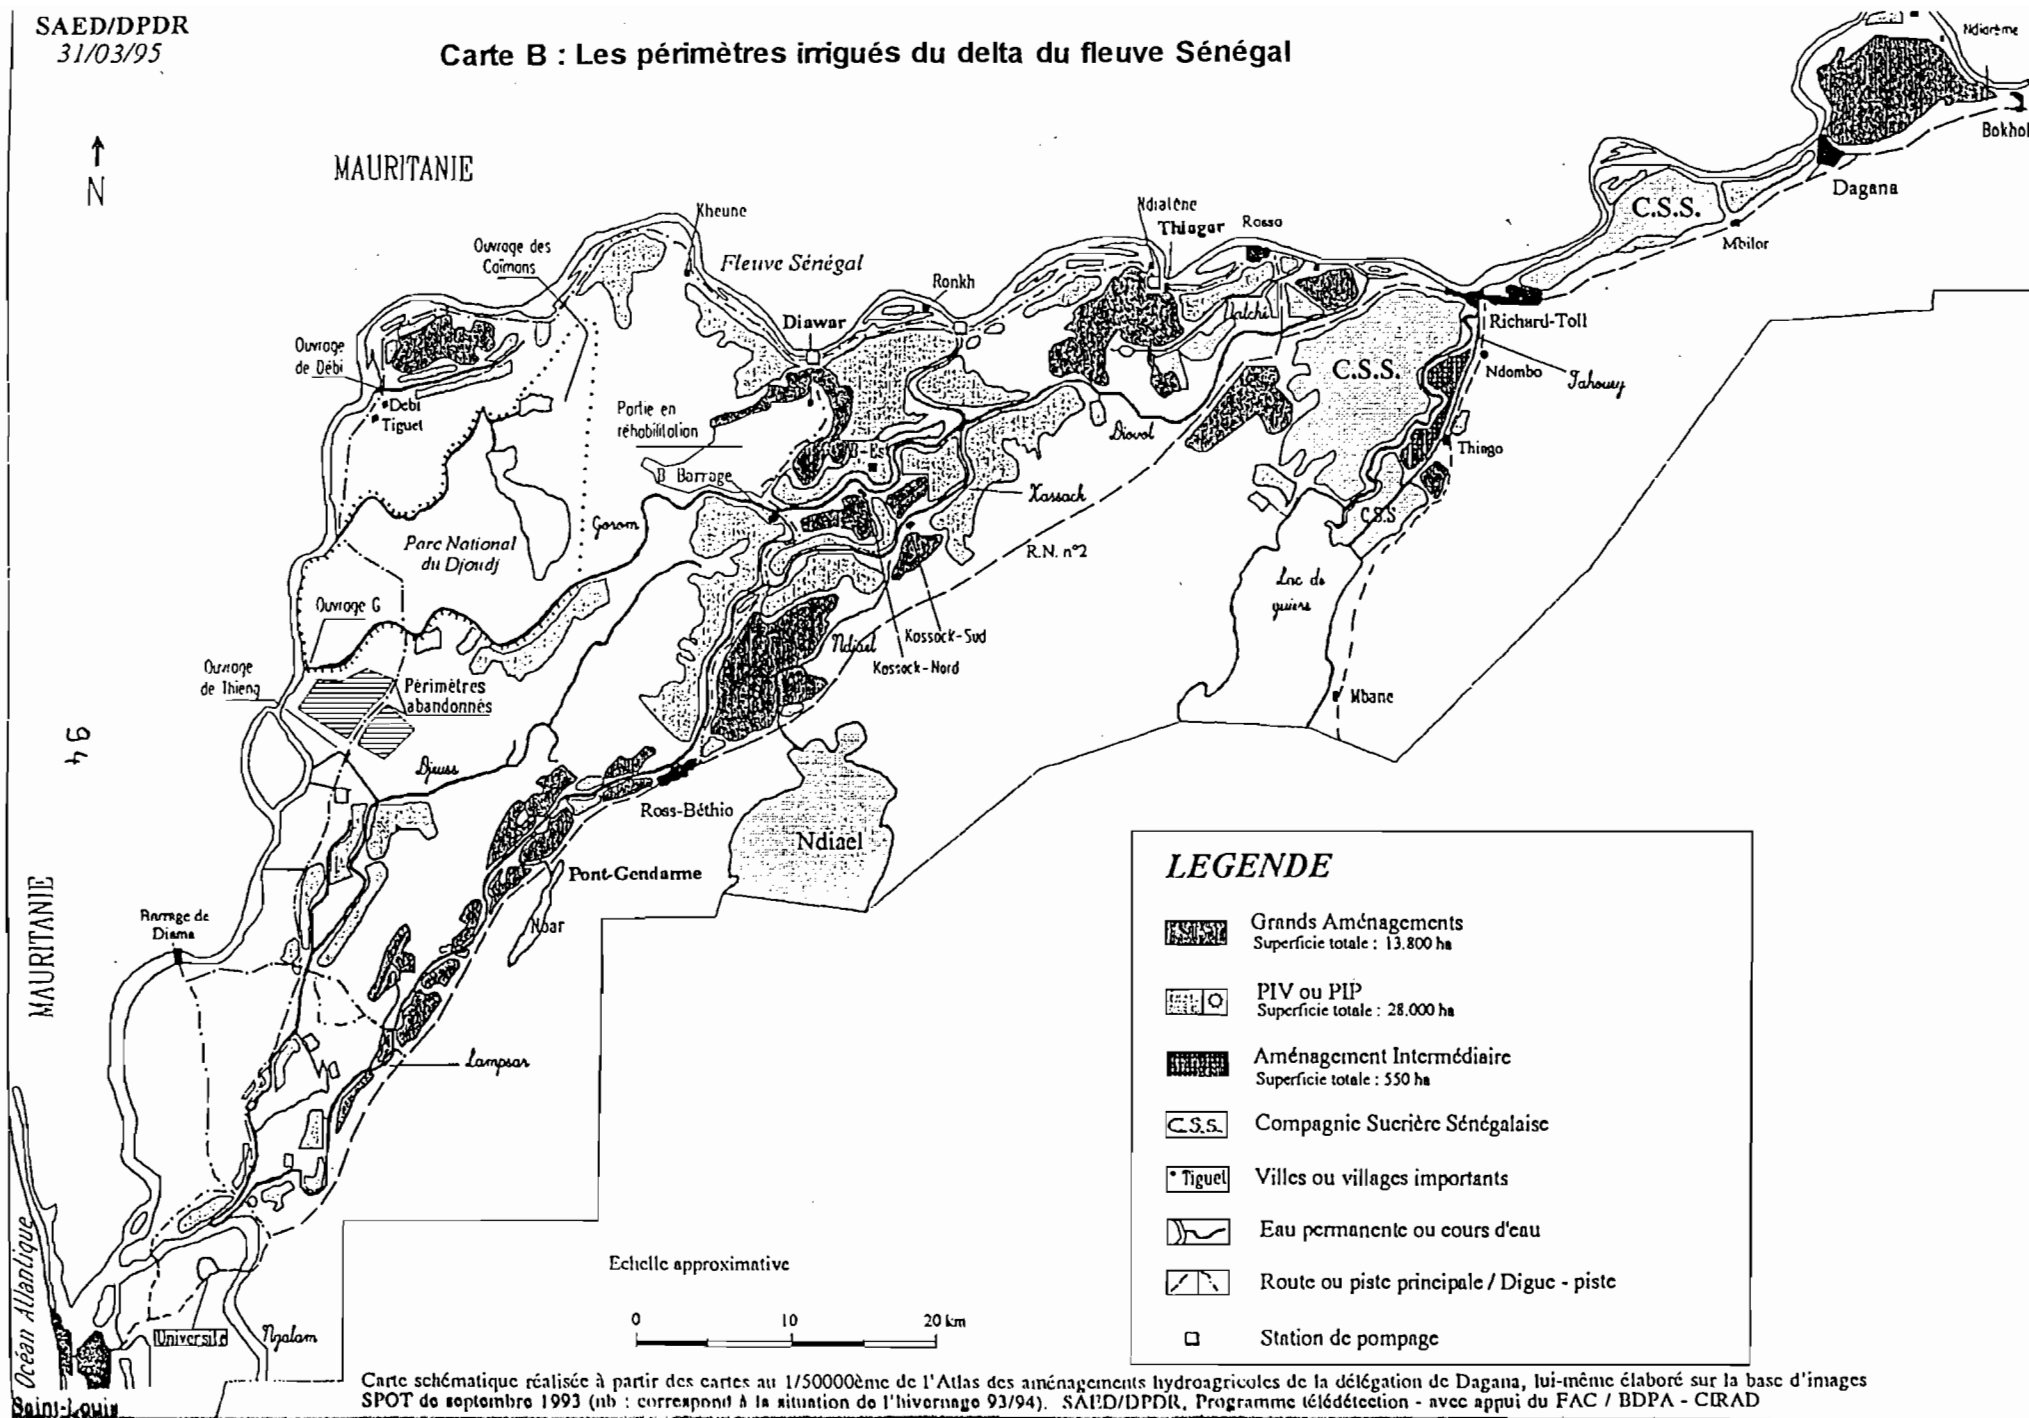 SAED/DPDR
31/03/95
Carte B : Les périmètres irrigués du delta du fleuve Sénégal
N
MAURITANIE
Ndiarème
Bokhol
Dagana
C.S.S.
Mbilor
Kheune
Ouvrage des
Caïmans
Fleuve Sénégal
Ndiatène
Thiagar
Rosso
Ronkh
Diawar
Richard-Toll
Ouvrage
de Débi
C.S.S.
Ndombo
Tahouey
Debi
Tiguet
Partie en
réhabilitation
Diovol
Thiago
B Barrage
Kassack
Gorom
C.S.S
Parc National
du Djoudj
R.N. n°2
Lac de
guiers
Ouvrage G
Kassack-Sud
Ndiael
Kassack-Nord
Ouvrage
de Thieng
Périmètres
abandonnés
Mbane
94
Djeuss
Ross-Béthio
Ndiael
Pont-Gendarme
Nbar
MAURITANIE
Barrage de
Diama
Lampsar
LEGENDE
Grands Aménagements
Superficie totale : 13.800 ha
PIV ou PIP
Superficie totale : 28.000 ha
Aménagement Intermédiaire
Superficie totale : 550 ha
C.S.S. Compagnie Sucrière Sénégalaise
• Tiguet Villes ou villages importants
Eau permanente ou cours d'eau
Route ou piste principale / Digue - piste
Station de pompage
Echelle approximative
0 10 20 km
Océan Atlantique
Université
Ngalam
Saint-Louis
Carte schématique réalisée à partir des cartes au 1/50000ème de l'Atlas des aménagements hydroagricoles de la délégation de Dagana, lui-même élaboré sur la base d'images
SPOT de septembre 1993 (nb : correspond à la situation de l'hivernage 93/94). SAED/DPDR, Programme télédétection - avec appui du FAC / BDPA - CIRAD